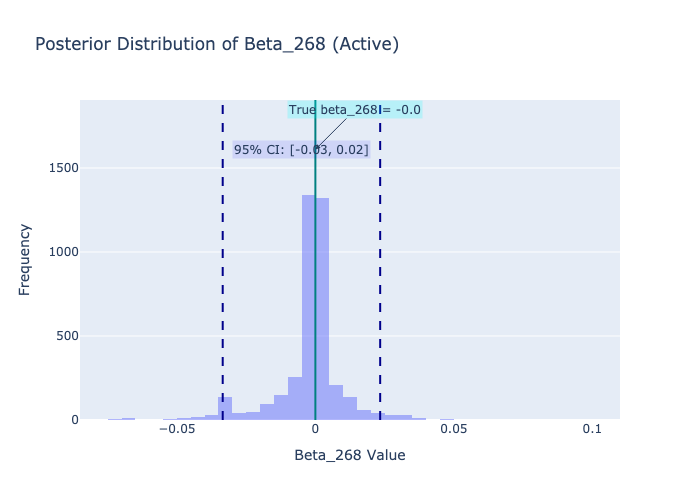 Posterior Distribution of Beta_268 (Active)
True beta_268 = -0.0
95% CI: [-0.03, 0.02]
1500
1000
500
0
Frequency
−0.05
0
0.05
0.1
Beta_268 Value